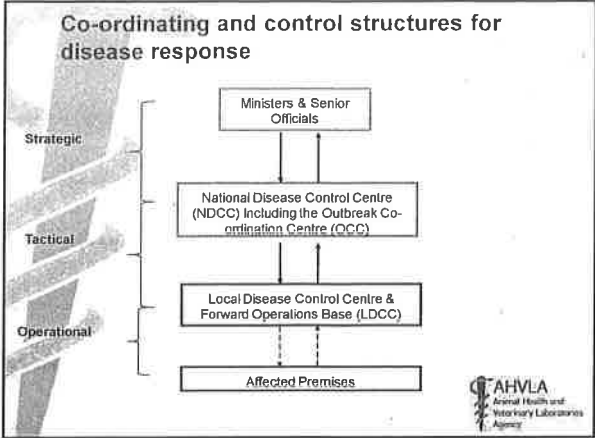 Co-ordinating and control structures for
disease response
Strategic
Tactical
Operational
Ministers & Senior
Officials
National Disease Control Centre
(NDCC) Including the Outbreak Co-
ordination Centre (OCC)
Local Disease Control Centre &
Forward Operations Base (LDCC)
Affected Premises
AHVLA
Animal Health and
Veterinary Laboratories
Agency